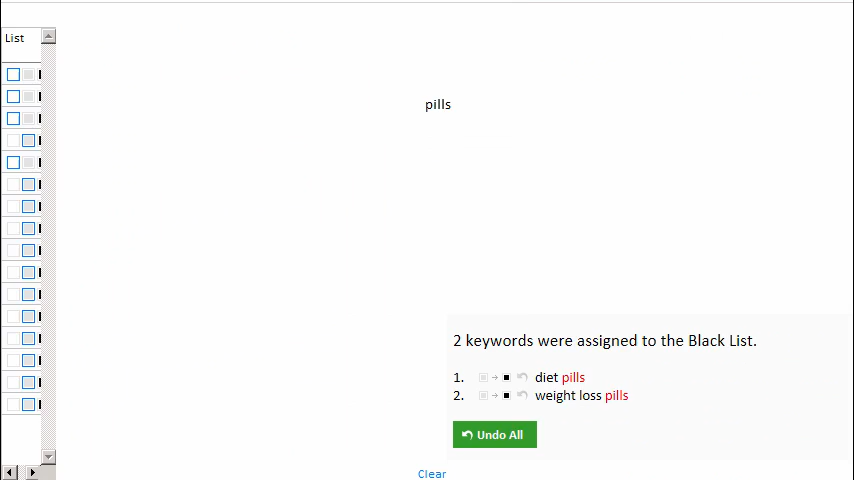 List
pills
2 keywords were assigned to the Black List.
1. diet pills
2. weight loss pills
Undo All
Clear